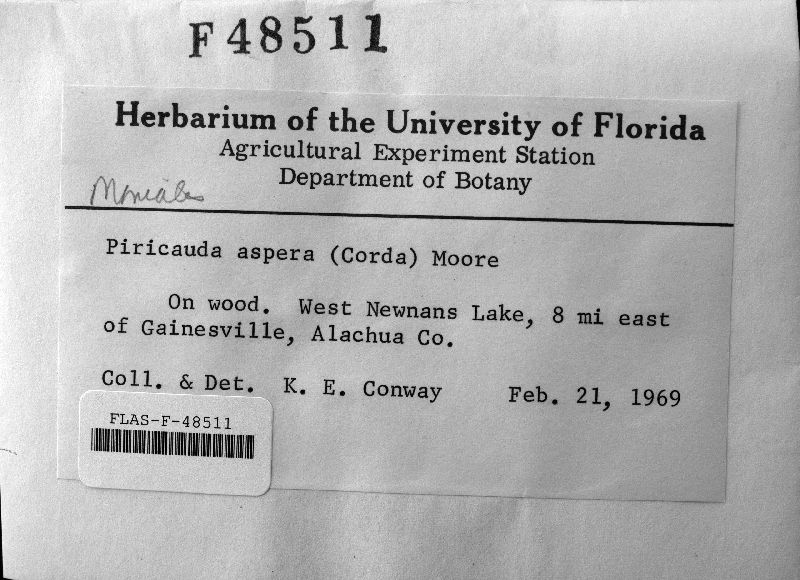 F48511
Herbarium of the University of Florida
Agricultural Experiment Station
Department of Botany
Moniales
Piricauda aspera (Corda) Moore
On wood. West Newnans Lake, 8 mi east
of Gainesville, Alachua Co.
Coll. & Det. K. E. Conway Feb. 21, 1969
FLAS-F-48511